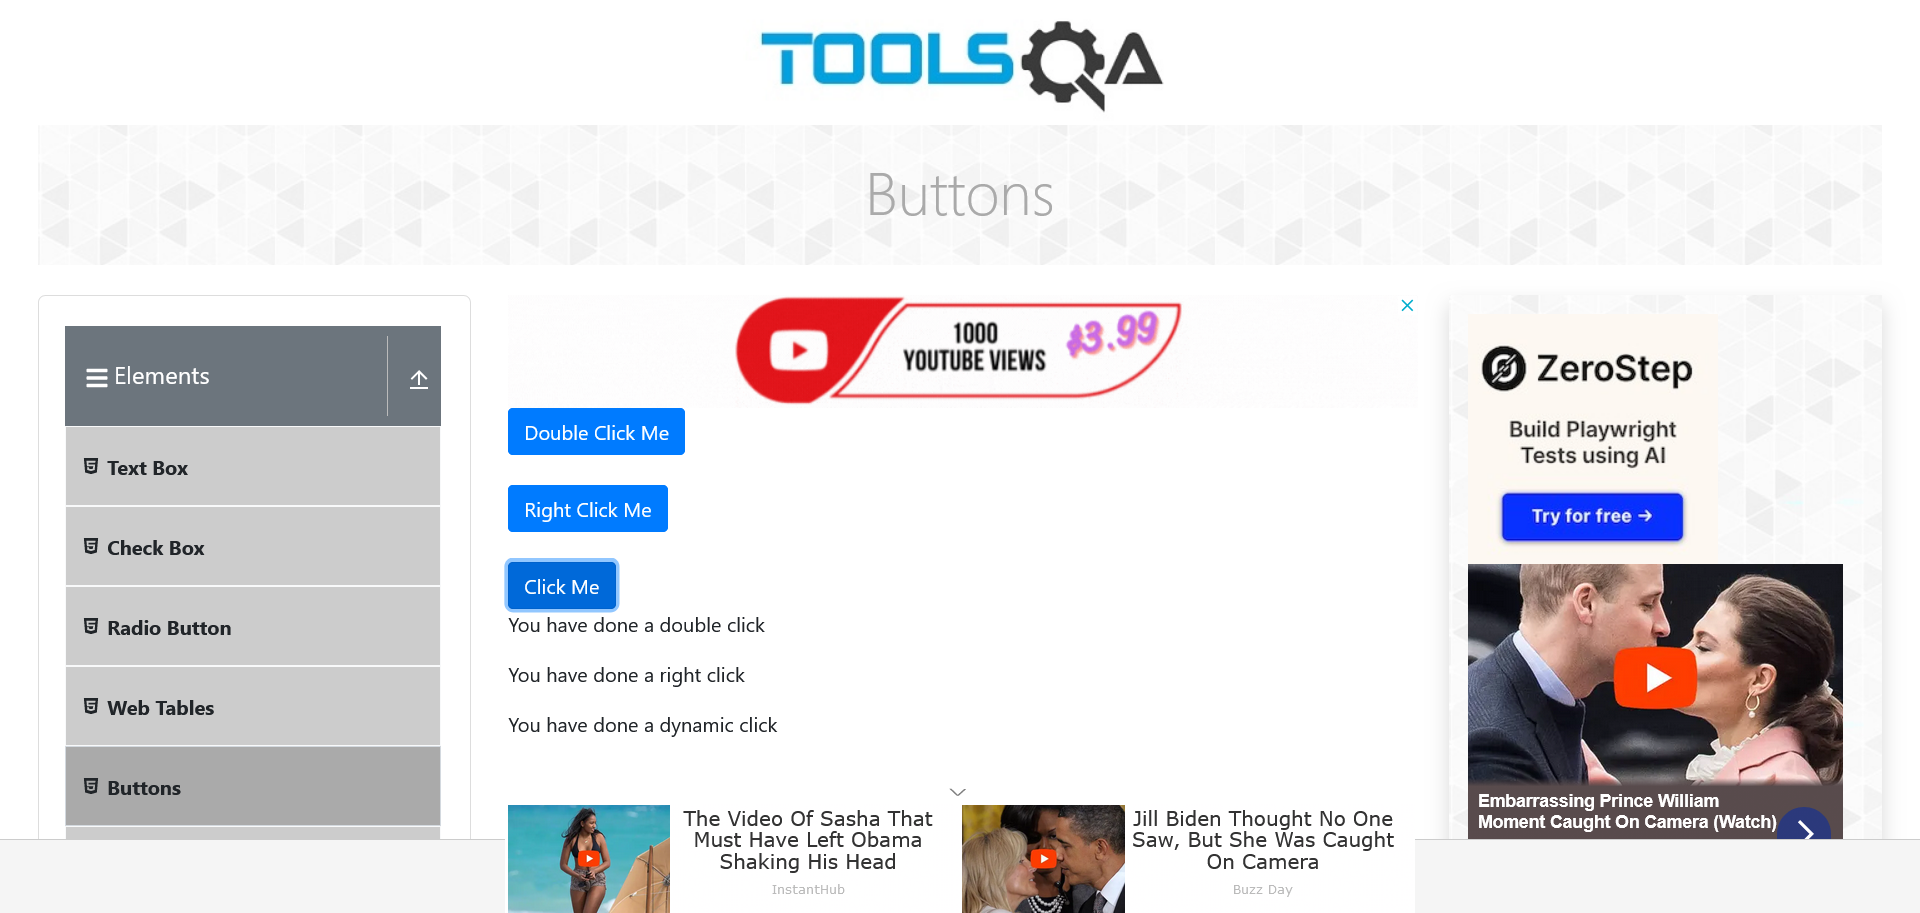 TOOLSQA
Buttons
Elements
Text Box
Check Box
Radio Button
Web Tables
Buttons
1000
YOUTUBE VIEWS
$3.99
Double Click Me
Right Click Me
Click Me
You have done a double click
You have done a right click
You have done a dynamic click
The Video Of Sasha That
Must Have Left Obama
Shaking His Head
InstantHub
Jill Biden Thought No One
Saw, But She Was Caught
On Camera
Buzz Day
ZeroStep
Build Playwright
Tests using AI
Try for free →
Embarrassing Prince William
Moment Caught On Camera (Watch)